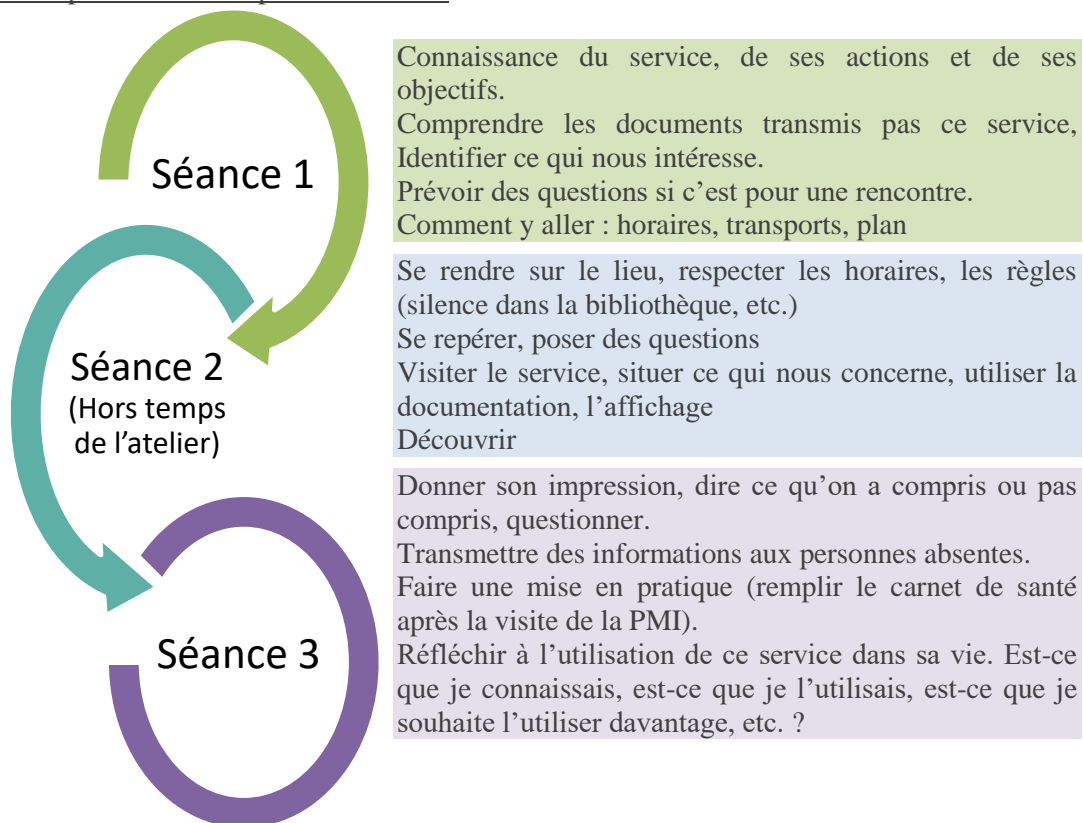 Séance 1
Connaissance du service, de ses actions et de ses
objectifs.
Comprendre les documents transmis pas ce service,
Identifier ce qui nous intéresse.
Prévoir des questions si c’est pour une rencontre.
Comment y aller : horaires, transports, plan
Séance 2
(Hors temps
de l’atelier)
Se rendre sur le lieu, respecter les horaires, les règles
(silence dans la bibliothèque, etc.)
Se repérer, poser des questions
Visiter le service, situer ce qui nous concerne, utiliser la
documentation, l’affichage
Découvrir
Séance 3
Donner son impression, dire ce qu’on a compris ou pas
compris, questionner.
Transmettre des informations aux personnes absentes.
Faire une mise en pratique (remplir le carnet de santé
après la visite de la PMI).
Réfléchir à l’utilisation de ce service dans sa vie. Est-ce
que je connaissais, est-ce que je l’utilisais, est-ce que je
souhaite l’utiliser davantage, etc. ?